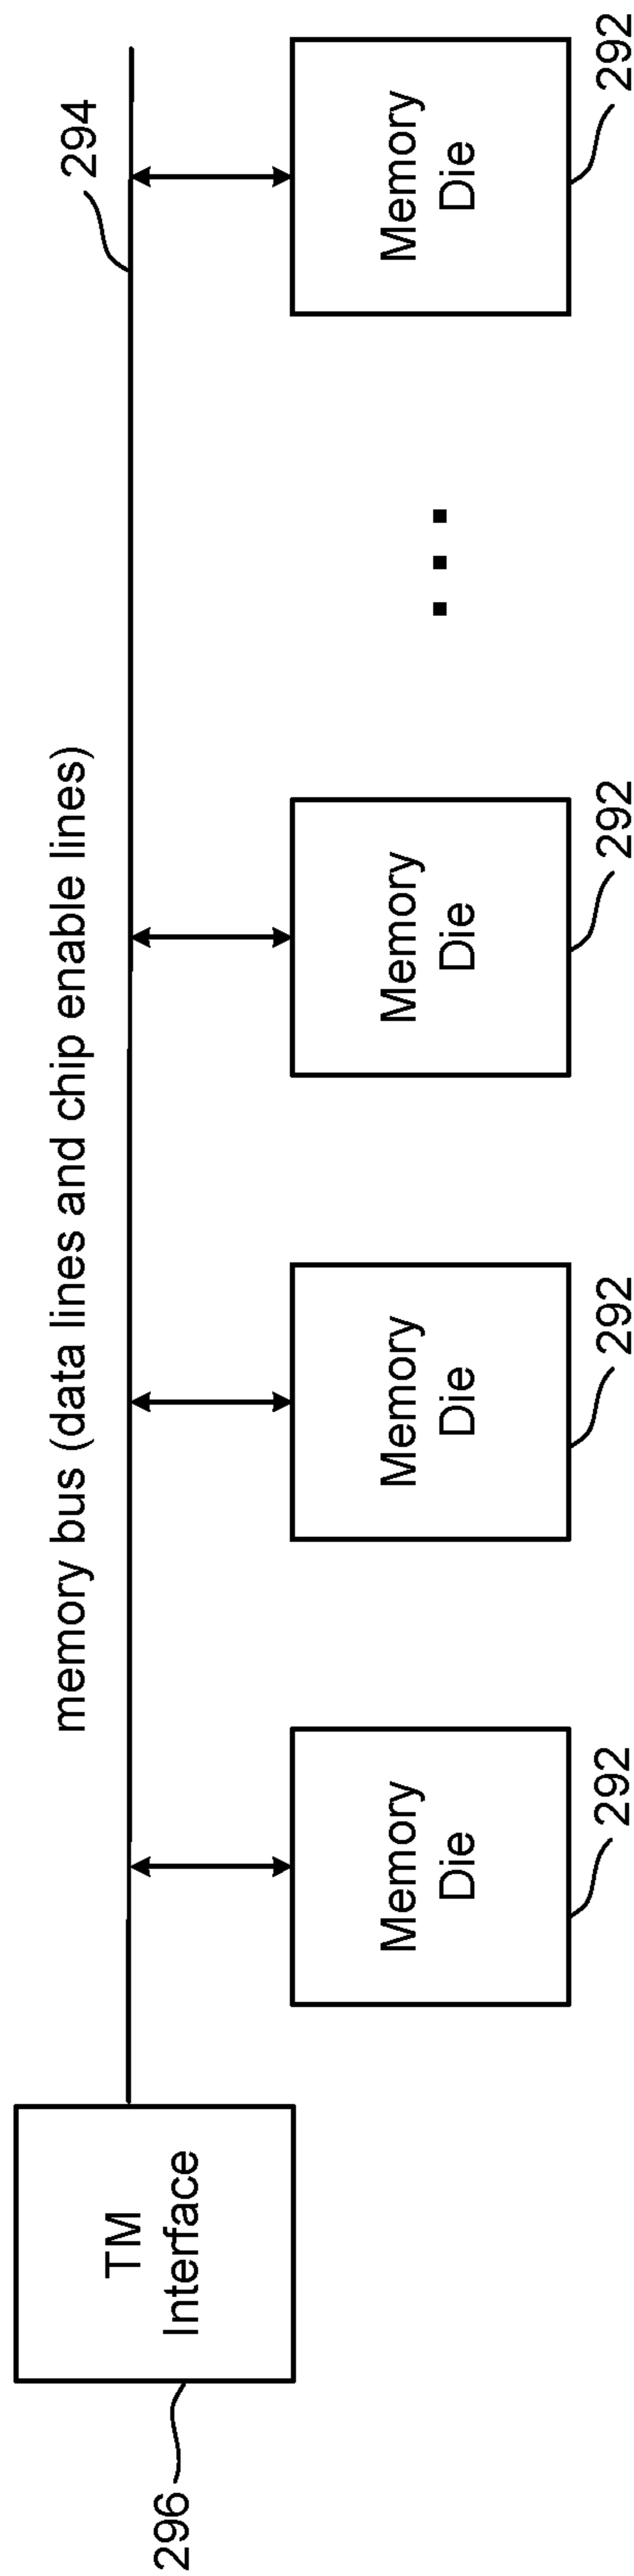 memory bus (data lines and chip enable lines)
294
TM
Interface
296
Memory
Die
292
Memory
Die
292
Memory
Die
292
. . .
Memory
Die
292